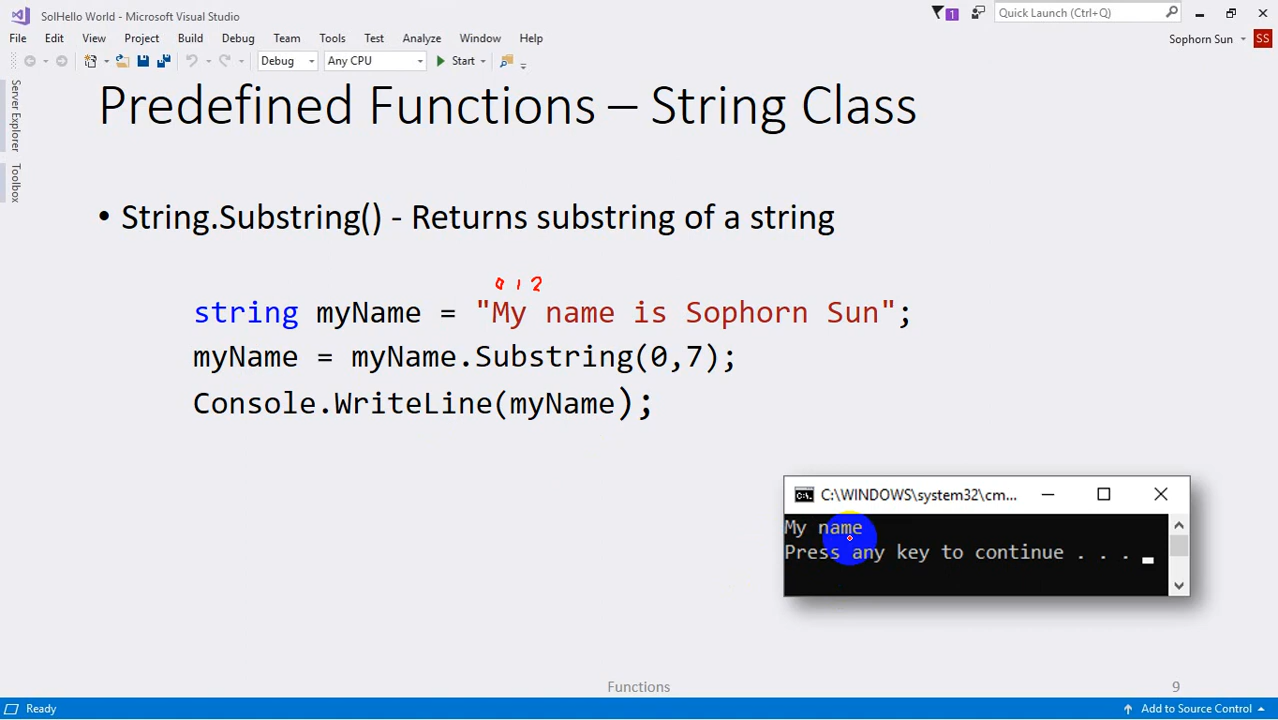 SolHello World - Microsoft Visual Studio
1
Quick Launch (Ctrl+Q)
File Edit View Project Build Debug Team Tools Test Analyze Window Help
Sophorn Sun
SS
Debug Any CPU Start
Server Explorer
Toolbox
Predefined Functions – String Class
• String.Substring() - Returns substring of a string
0 1 2
string myName = "My name is Sophorn Sun";
myName = myName.Substring(0,7);
Console.WriteLine(myName);
C:\WINDOWS\system32\cm...
My name
Press any key to continue . . .
Functions
9
Ready
Add to Source Control